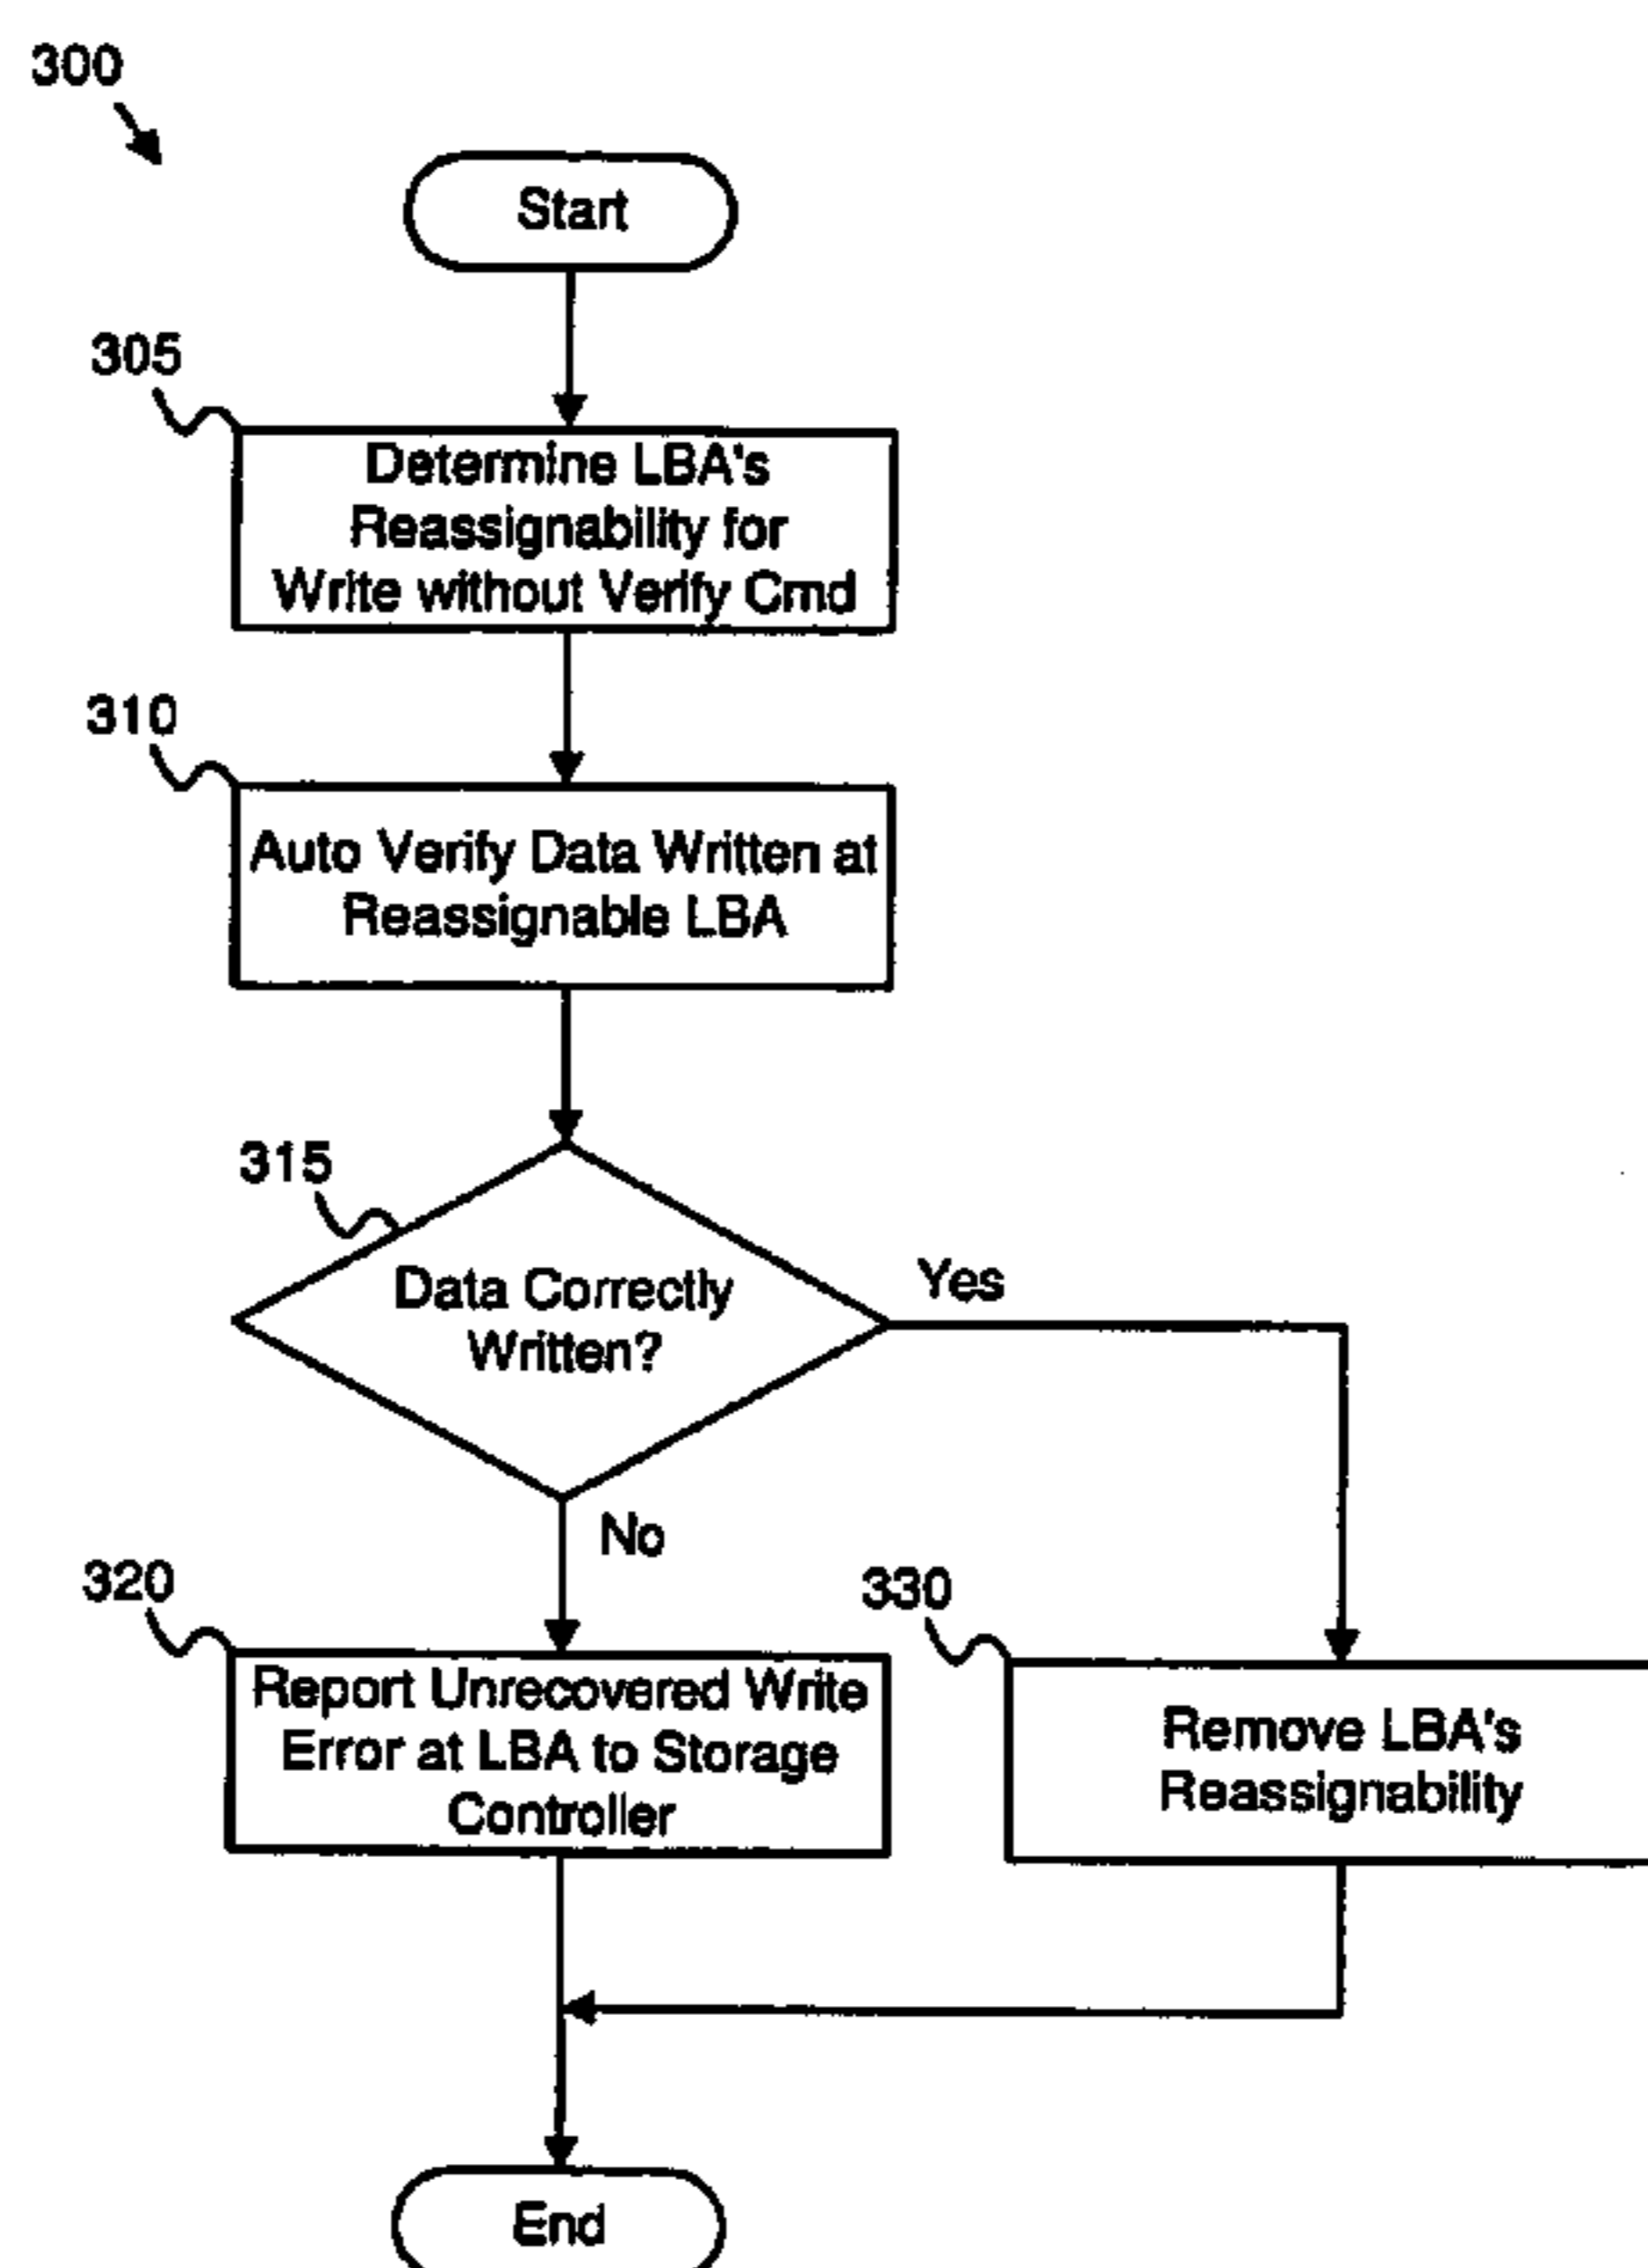 300
Start
305
Determine LBA's
Reassignability for
Write without Verify Cmd
310
Auto Verify Data Written at
Reassignable LBA
315
Data Correctly
Written?
Yes
No
320
Report Unrecovered Write
Error at LBA to Storage
Controller
330
Remove LBA's
Reassignability
End